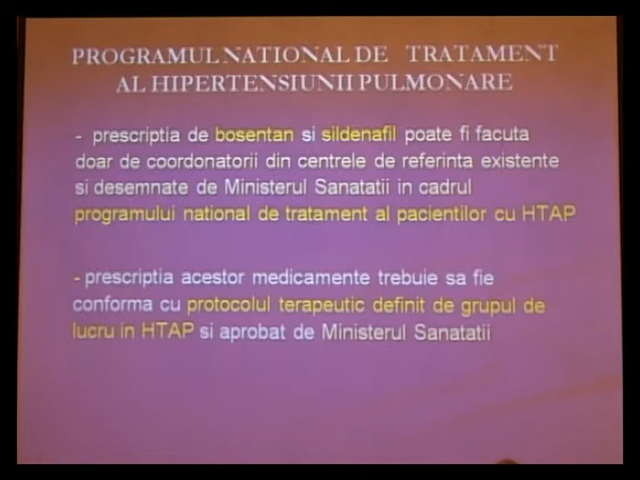 PROGRAMUL NATIONAL DE TRATAMENT
AL HIPERTENSIUNII PULMONARE
- prescriptia de bosentan si sildenafil poate fi facuta
doar de coordonatorii din centrele de referinta existente
si desemnate de Ministerul Sanatatii in cadrul
programului national de tratament al pacientilor cu HTAP
- prescriptia acestor medicamente trebuie sa fie
conforma cu protocolul terapeutic definit de grupul de
lucru in HTAP si aprobat de Ministerul Sanatatii